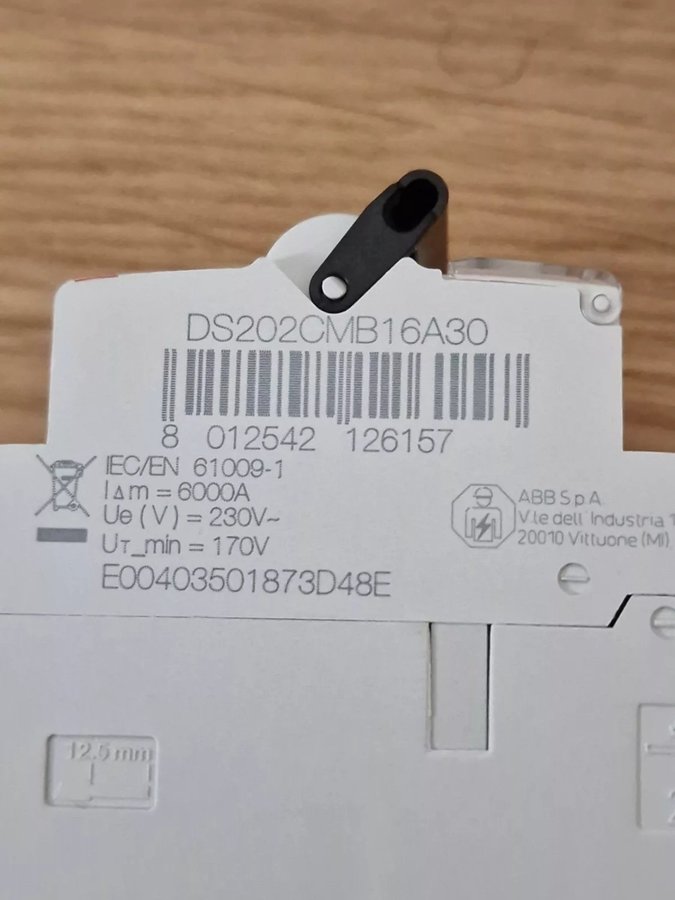 DS202CMB16A30
8 012542 126157
IEC/EN 61009-1
IΔm = 6000A
Ue (V) = 230V~
UT_min = 170V
E00403501873D48E
ABB S.p.A.
V.le dell'Industria 1
20010 Vittuone (MI)
12.5 mm
2